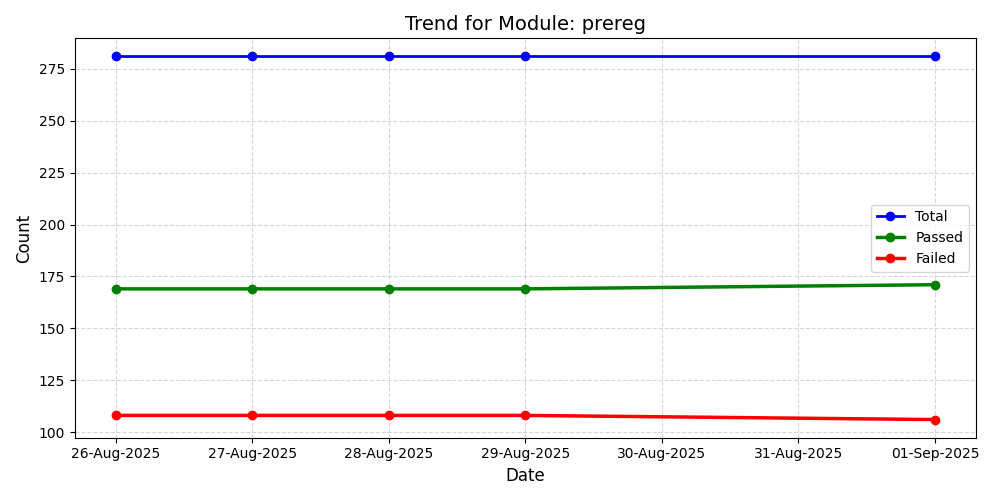 Trend for Module: prereg
275
250
225
200
175
150
125
100
Count
Total
Passed
Failed
26-Aug-2025 27-Aug-2025 28-Aug-2025 29-Aug-2025 30-Aug-2025 31-Aug-2025 01-Sep-2025
Date